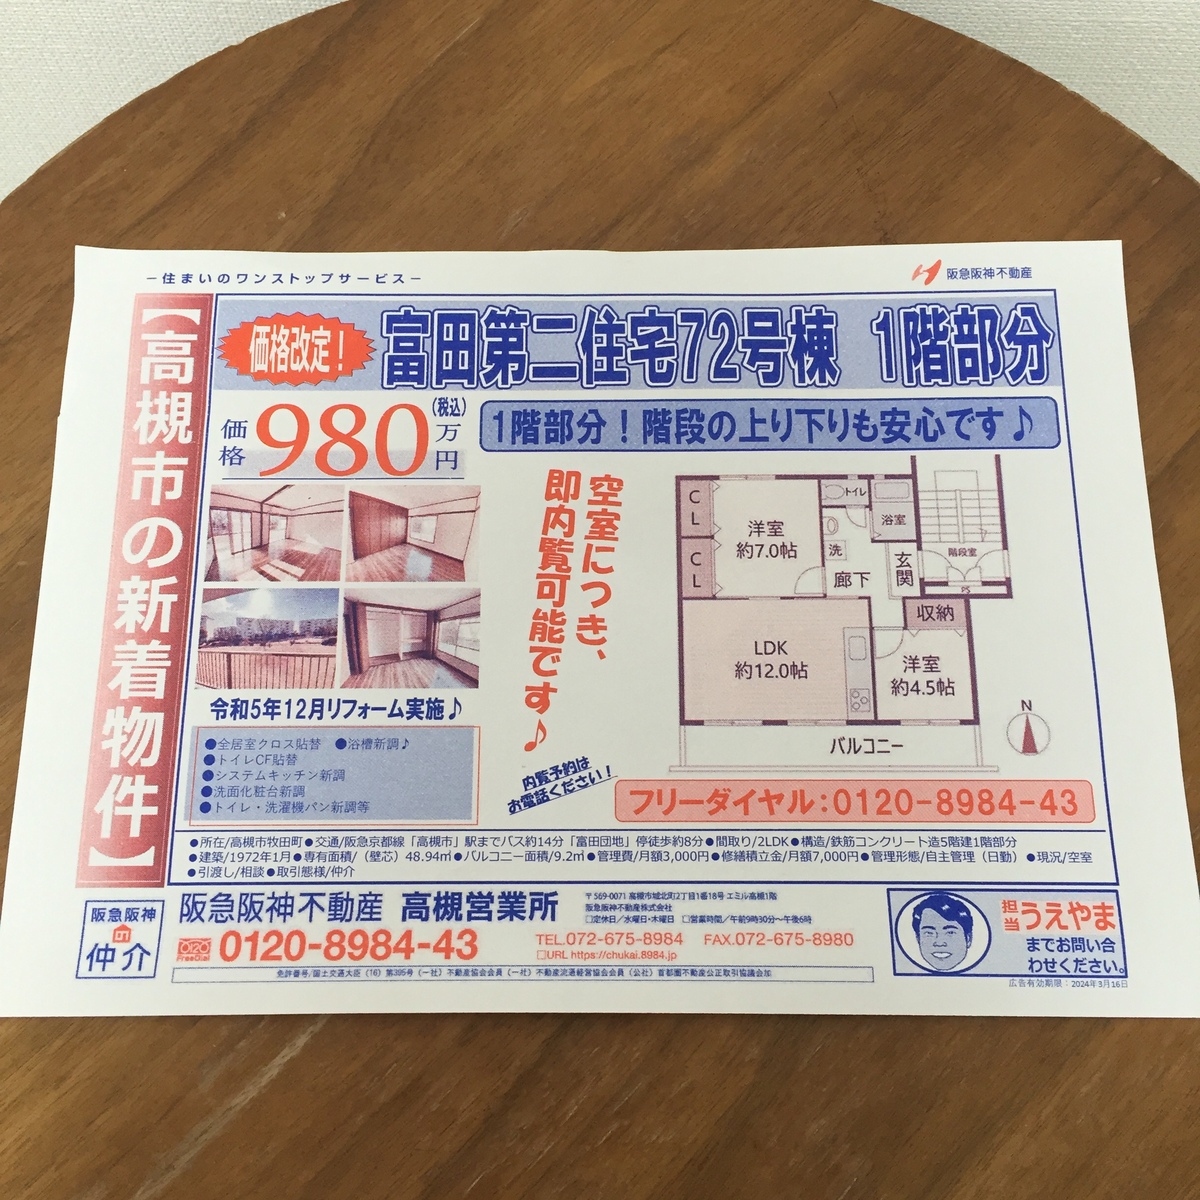 −住まいのワンストップサービス−
阪急阪神不動産
【高槻市の新着物件】
価格改定！
富田第二住宅72号棟 1階部分
価格 980万円 (税込)
1階部分！階段の上り下りも安心です♪
空室につき、
即内覧可能です♪
CL
CL
洋室
約7.0帖
トイレ
浴室
洗
廊下
玄関
階段室
PS
収納
LDK
約12.0帖
洋室
約4.5帖
バルコニー
N
令和5年12月リフォーム実施♪
●全居室クロス貼替 ●浴槽新調♪
●トイレCF貼替
●システムキッチン新調
●洗面化粧台新調
●トイレ・洗濯機パン新調等
内覧予約は
お電話ください！
フリーダイヤル：0120-8984-43
●所在/高槻市牧田町●交通/阪急京都線「高槻市」駅までバス約14分「富田団地」停徒歩約8分●間取り/2LDK●構造/鉄筋コンクリート造5階建1階部分
●建築/1972年1月●専有面積/（壁芯）48.94㎡●バルコニー面積/9.2㎡●管理費/月額3,000円●修繕積立金/月額7,000円●管理形態/自主管理（日勤）●現況/空室
●引渡し/相談●取引態様/仲介
阪急阪神
仲介
阪急阪神不動産 高槻営業所
〒569-0071 高槻市城北町2丁目1番18号 エミル高槻1階
阪急阪神不動産株式会社
□定休日／水曜日・木曜日 □営業時間／午前9時30分〜午後6時
0120
FreeDial
0120-8984-43
TEL.072-675-8984 FAX.072-675-8980
□URL https://chukai.8984.jp
免許番号/国土交通大臣（16）第395号（一社）不動産協会会員（一社）不動産流通経営協会会員（公社）首都圏不動産公正取引協議会加
担当うえやま
までお問い合
わせください。
広告有効期限：2024年3月16日